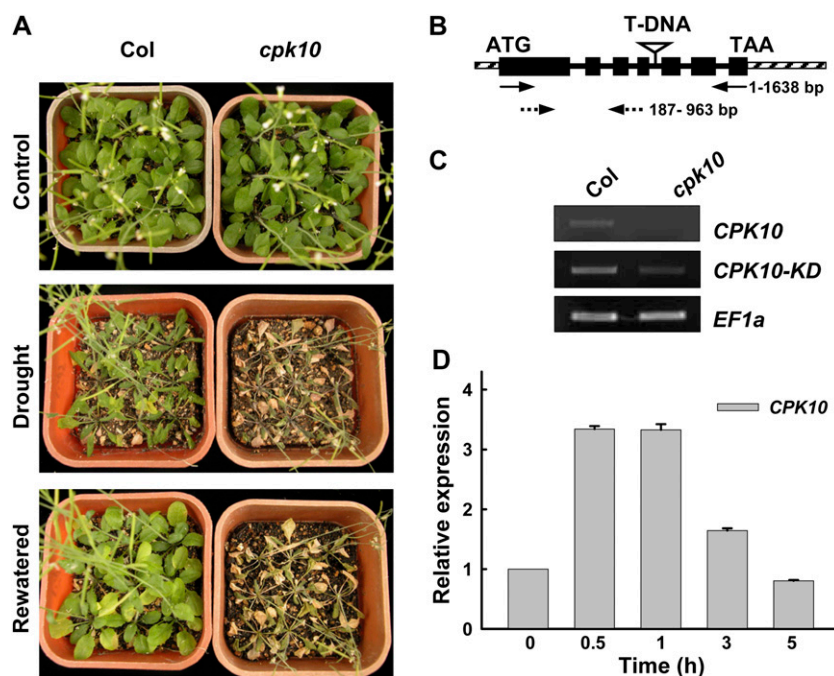 A
Col
cpk10
Control
Drought
Rewatered
B
T-DNA
ATG
TAA
1-1638 bp
187- 963 bp
C
Col
cpk10
CPK10
CPK10-KD
EF1a
D
CPK10
Relative expression
4
3
2
1
0
0
0.5
1
3
5
Time (h)